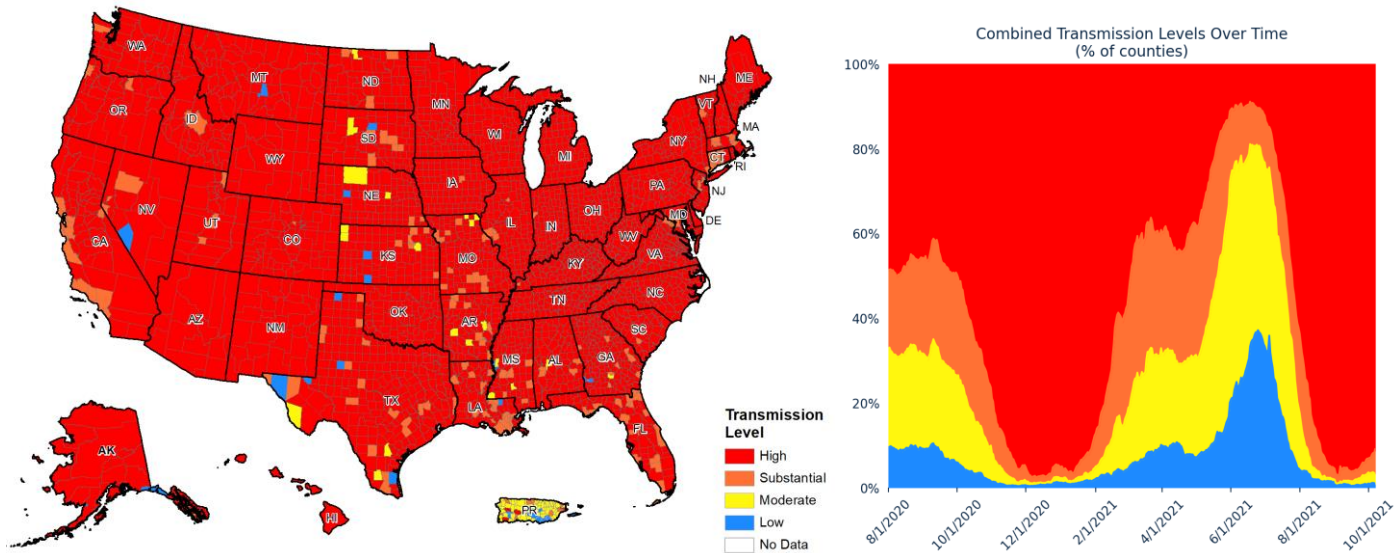 WA
MT
ND
MN
OR
ID
SD
WI
WY
MI
NY
NH
VT
ME
MA
CT
RI
NV
UT
CO
NE
IA
IL
IN
OH
PA
NJ
MD
DE
CA
KS
MO
KY
WV
VA
AZ
NM
OK
AR
TN
NC
SC
TX
LA
MS
AL
GA
FL
AK
HI
PR
Transmission
Level
High
Substantial
Moderate
Low
No Data
Combined Transmission Levels Over Time
(% of counties)
100%
80%
60%
40%
20%
0%
8/1/2020
10/1/2020
12/1/2020
2/1/2021
4/1/2021
6/1/2021
8/1/2021
10/1/2021